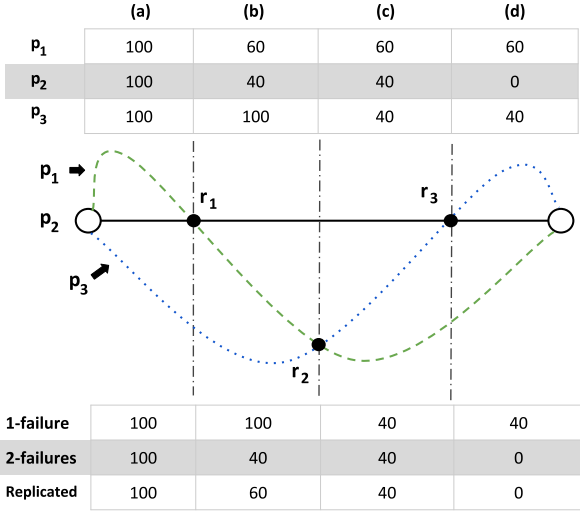 (a) (b) (c) (d)
p1 100 60 60 60
p2 100 40 40 0
p3 100 100 40 40
p1
r1
r3
p2
p3
r2
1-failure 100 100 40 40
2-failures 100 40 40 0
Replicated 100 60 40 0